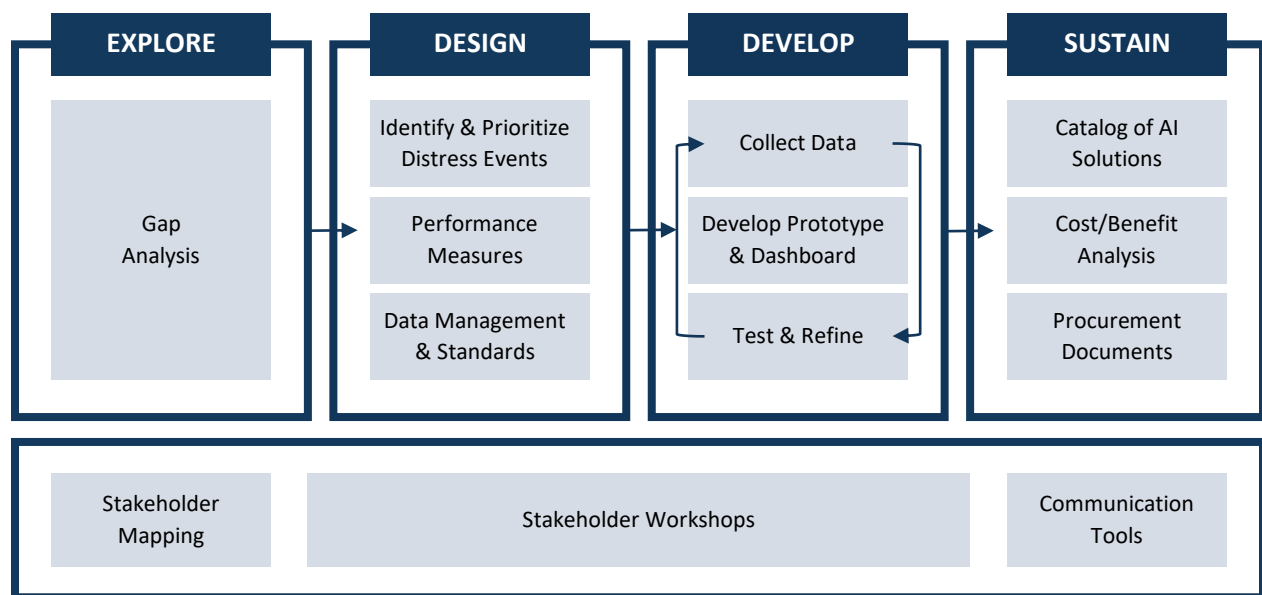 EXPLORE
Gap
Analysis
DESIGN
Identify & Prioritize
Distress Events
Performance
Measures
Data Management
& Standards
DEVELOP
Collect Data
Develop Prototype
& Dashboard
Test & Refine
SUSTAIN
Catalog of AI
Solutions
Cost/Benefit
Analysis
Procurement
Documents
Stakeholder
Mapping
Stakeholder Workshops
Communication
Tools